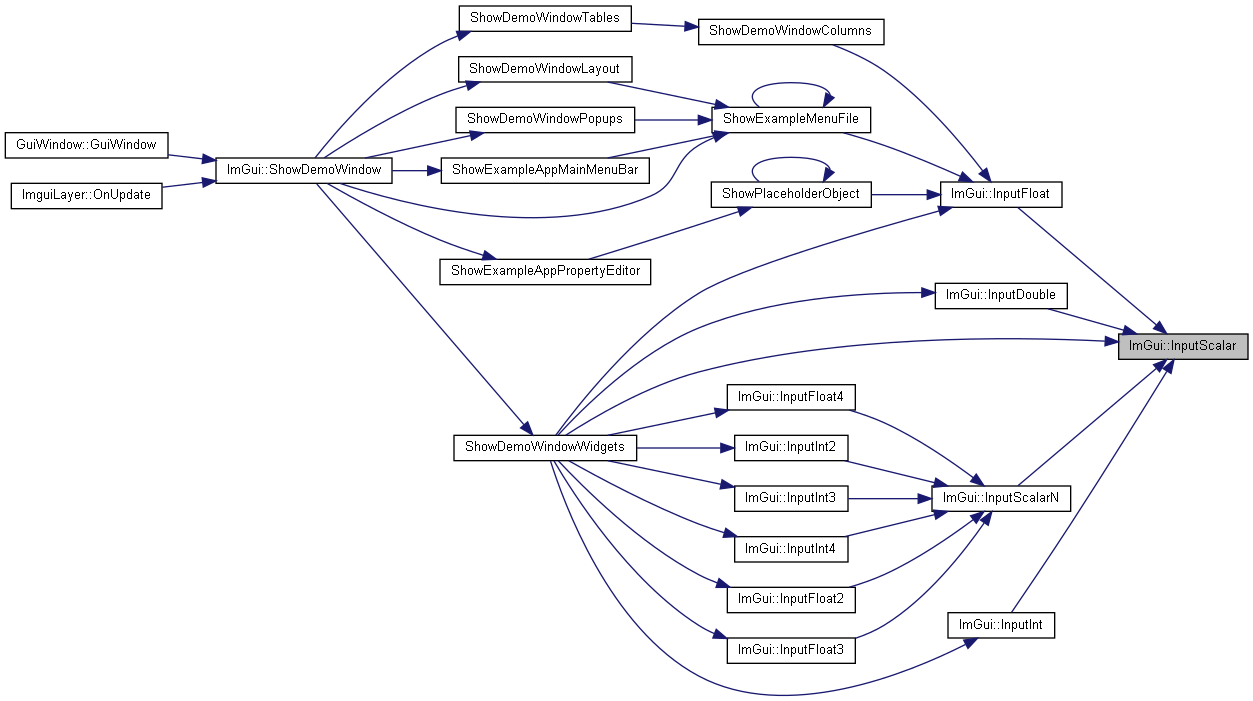 ShowDemoWindowTables
ShowDemoWindowColumns
ShowDemoWindowLayout
ShowDemoWindowPopups
ShowExampleMenuFile
GuiWindow::GuiWindow
ImGui::ShowDemoWindow
ShowExampleAppMainMenuBar
ImguiLayer::OnUpdate
ShowPlaceholderObject
ImGui::InputFloat
ShowExampleAppPropertyEditor
ImGui::InputDouble
ImGui::InputScalar
ImGui::InputFloat4
ShowDemoWindowWidgets
ImGui::InputInt2
ImGui::InputInt3
ImGui::InputScalarN
ImGui::InputInt4
ImGui::InputFloat2
ImGui::InputInt
ImGui::InputFloat3